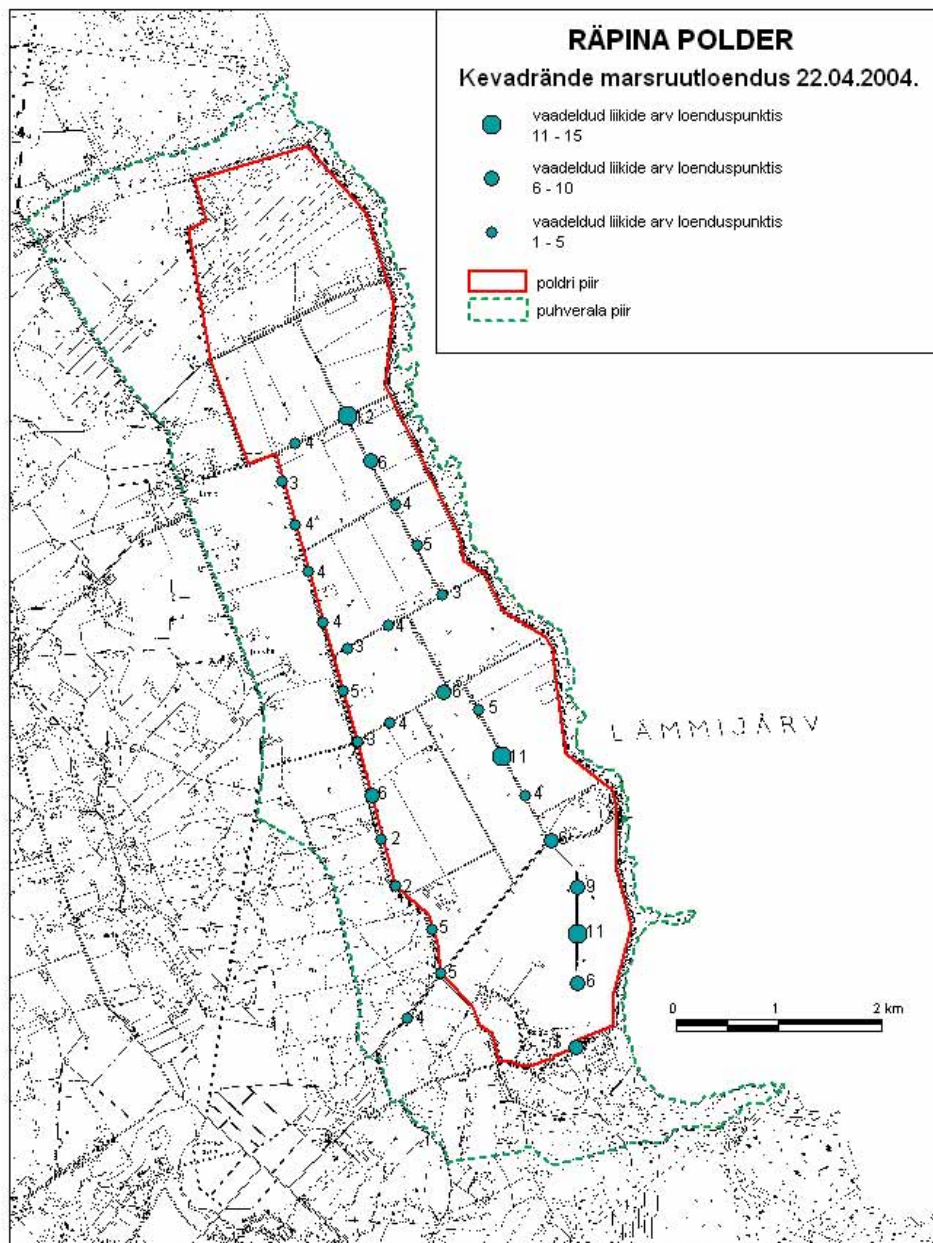 RÄPINA POLDER
Kevadrände marsruutloendus 22.04.2004.
vaadeldud liikide arv loenduspunktis
11 - 15
vaadeldud liikide arv loenduspunktis
6 - 10
vaadeldud liikide arv loenduspunktis
1 - 5
poldri piir
puhverala piir
12
4
6
3
4
4
5
4
3
4
4
3
5
6
5
4
3
11
6
4
2
2
9
5
11
5
6
4
LÄMMIJÄRV
0 1 2 km